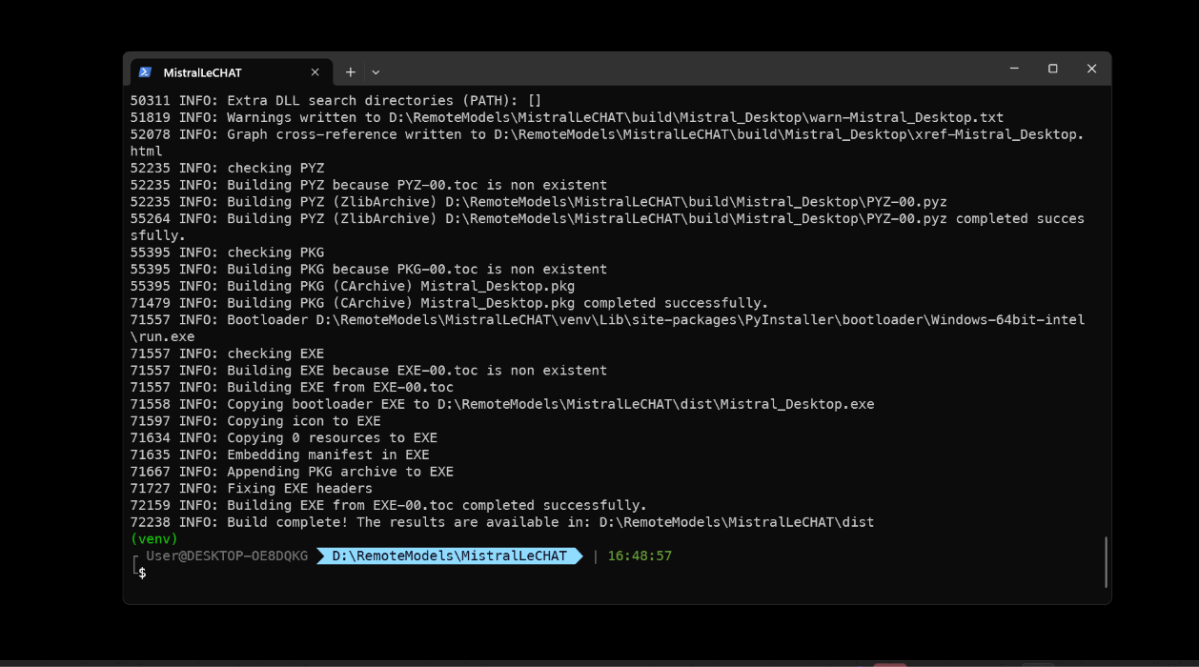 MistralLeCHAT
50311 INFO: Extra DLL search directories (PATH): []
51819 INFO: Warnings written to D:\RemoteModels\MistralLeCHAT\build\Mistral_Desktop\warn-Mistral_Desktop.txt
52078 INFO: Graph cross-reference written to D:\RemoteModels\MistralLeCHAT\build\Mistral_Desktop\xref-Mistral_Desktop.
html
52235 INFO: checking PYZ
52235 INFO: Building PYZ because PYZ-00.toc is non existent
52235 INFO: Building PYZ (ZlibArchive) D:\RemoteModels\MistralLeCHAT\build\Mistral_Desktop\PYZ-00.pyz
55264 INFO: Building PYZ (ZlibArchive) D:\RemoteModels\MistralLeCHAT\build\Mistral_Desktop\PYZ-00.pyz completed succes
sfully.
55395 INFO: checking PKG
55395 INFO: Building PKG because PKG-00.toc is non existent
55395 INFO: Building PKG (CArchive) Mistral_Desktop.pkg
71479 INFO: Building PKG (CArchive) Mistral_Desktop.pkg completed successfully.
71557 INFO: Bootloader D:\RemoteModels\MistralLeCHAT\venv\Lib\site-packages\PyInstaller\bootloader\Windows-64bit-intel
\run.exe
71557 INFO: checking EXE
71557 INFO: Building EXE because EXE-00.toc is non existent
71557 INFO: Building EXE from EXE-00.toc
71558 INFO: Copying bootloader EXE to D:\RemoteModels\MistralLeCHAT\dist\Mistral_Desktop.exe
71597 INFO: Copying icon to EXE
71634 INFO: Copying 0 resources to EXE
71635 INFO: Embedding manifest in EXE
71667 INFO: Appending PKG archive to EXE
71727 INFO: Fixing EXE headers
72159 INFO: Building EXE from EXE-00.toc completed successfully.
72238 INFO: Build complete! The results are available in: D:\RemoteModels\MistralLeCHAT\dist
(venv)
User@DESKTOP-OE8DQKG D:\RemoteModels\MistralLeCHAT | 16:48:57
$